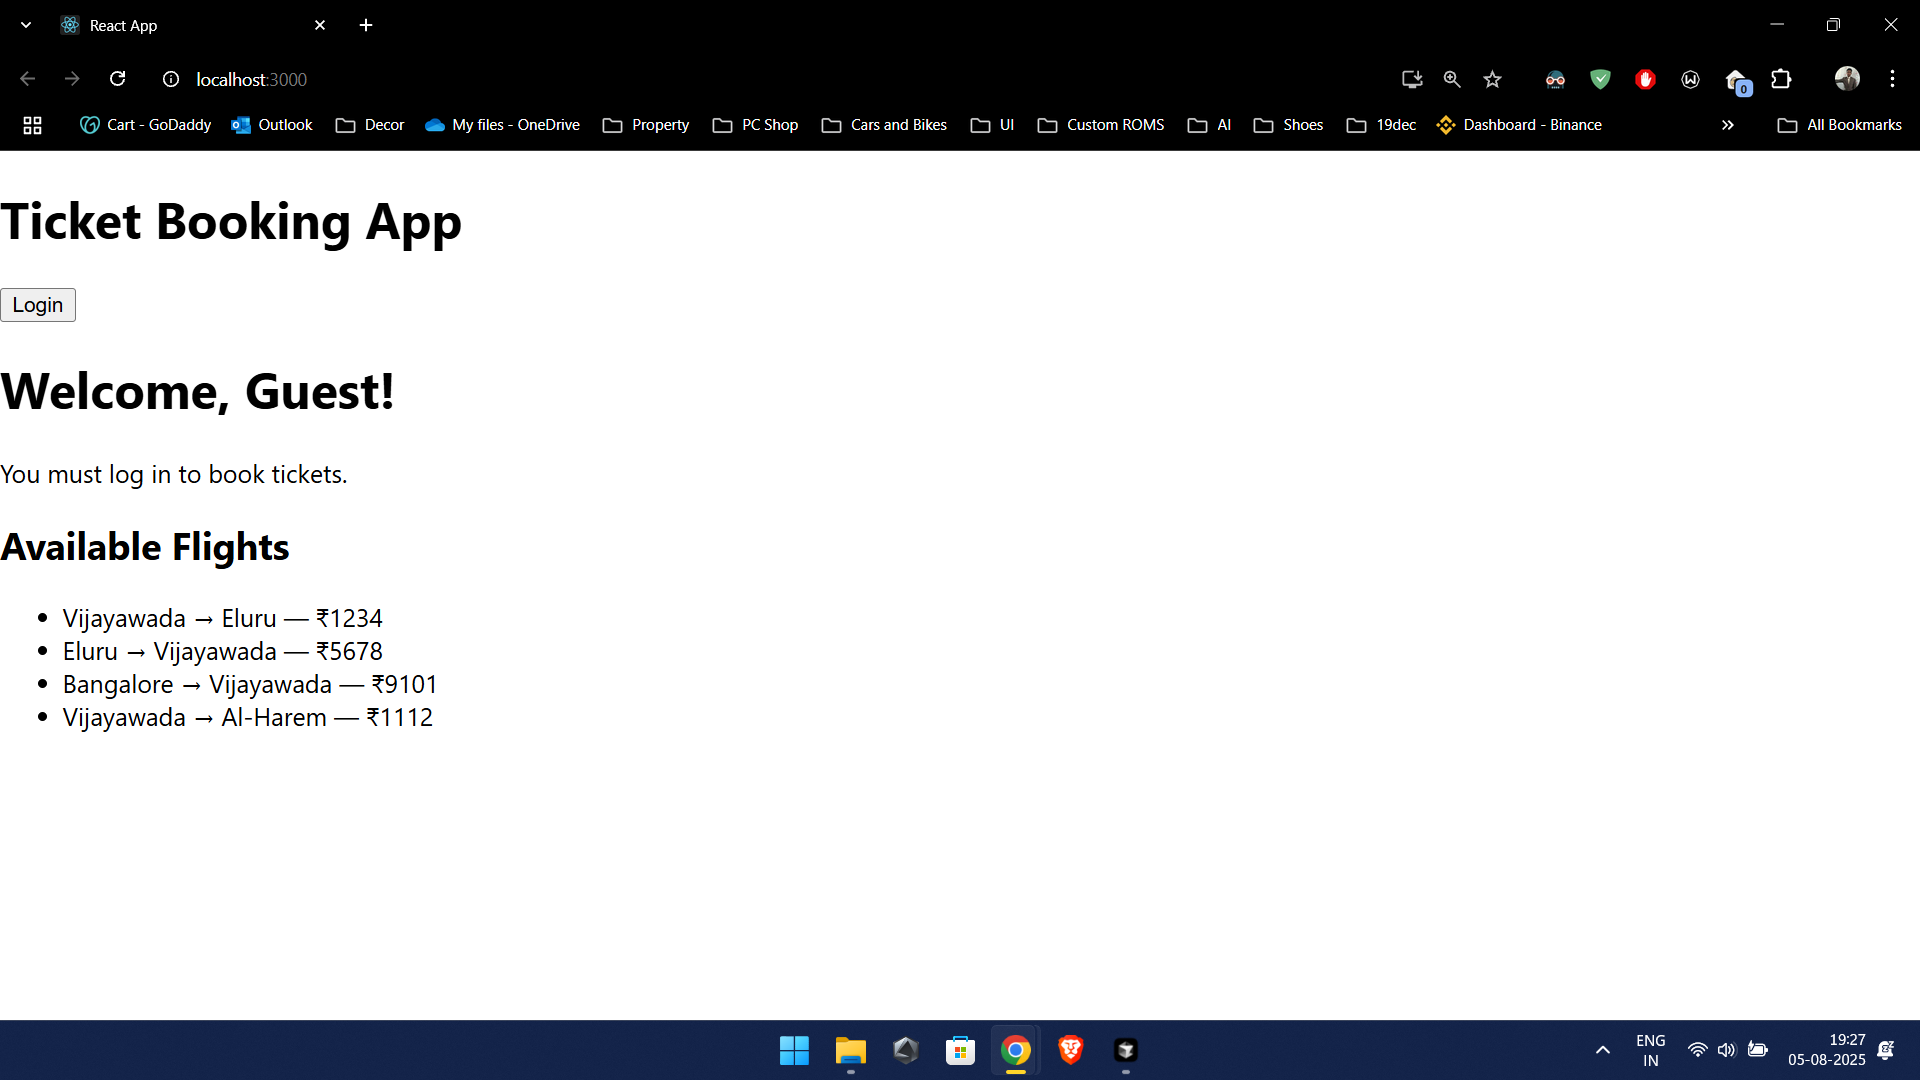 React App
localhost:3000
0
Cart - GoDaddy Outlook Decor My files - OneDrive Property PC Shop Cars and Bikes UI Custom ROMS AI Shoes 19dec Dashboard - Binance » All Bookmarks
Ticket Booking App
Login
Welcome, Guest!
You must log in to book tickets.
Available Flights
• Vijayawada → Eluru — ₹1234
• Eluru → Vijayawada — ₹5678
• Bangalore → Vijayawada — ₹9101
• Vijayawada → Al-Harem — ₹1112
ENG
IN
19:27
05-08-2025